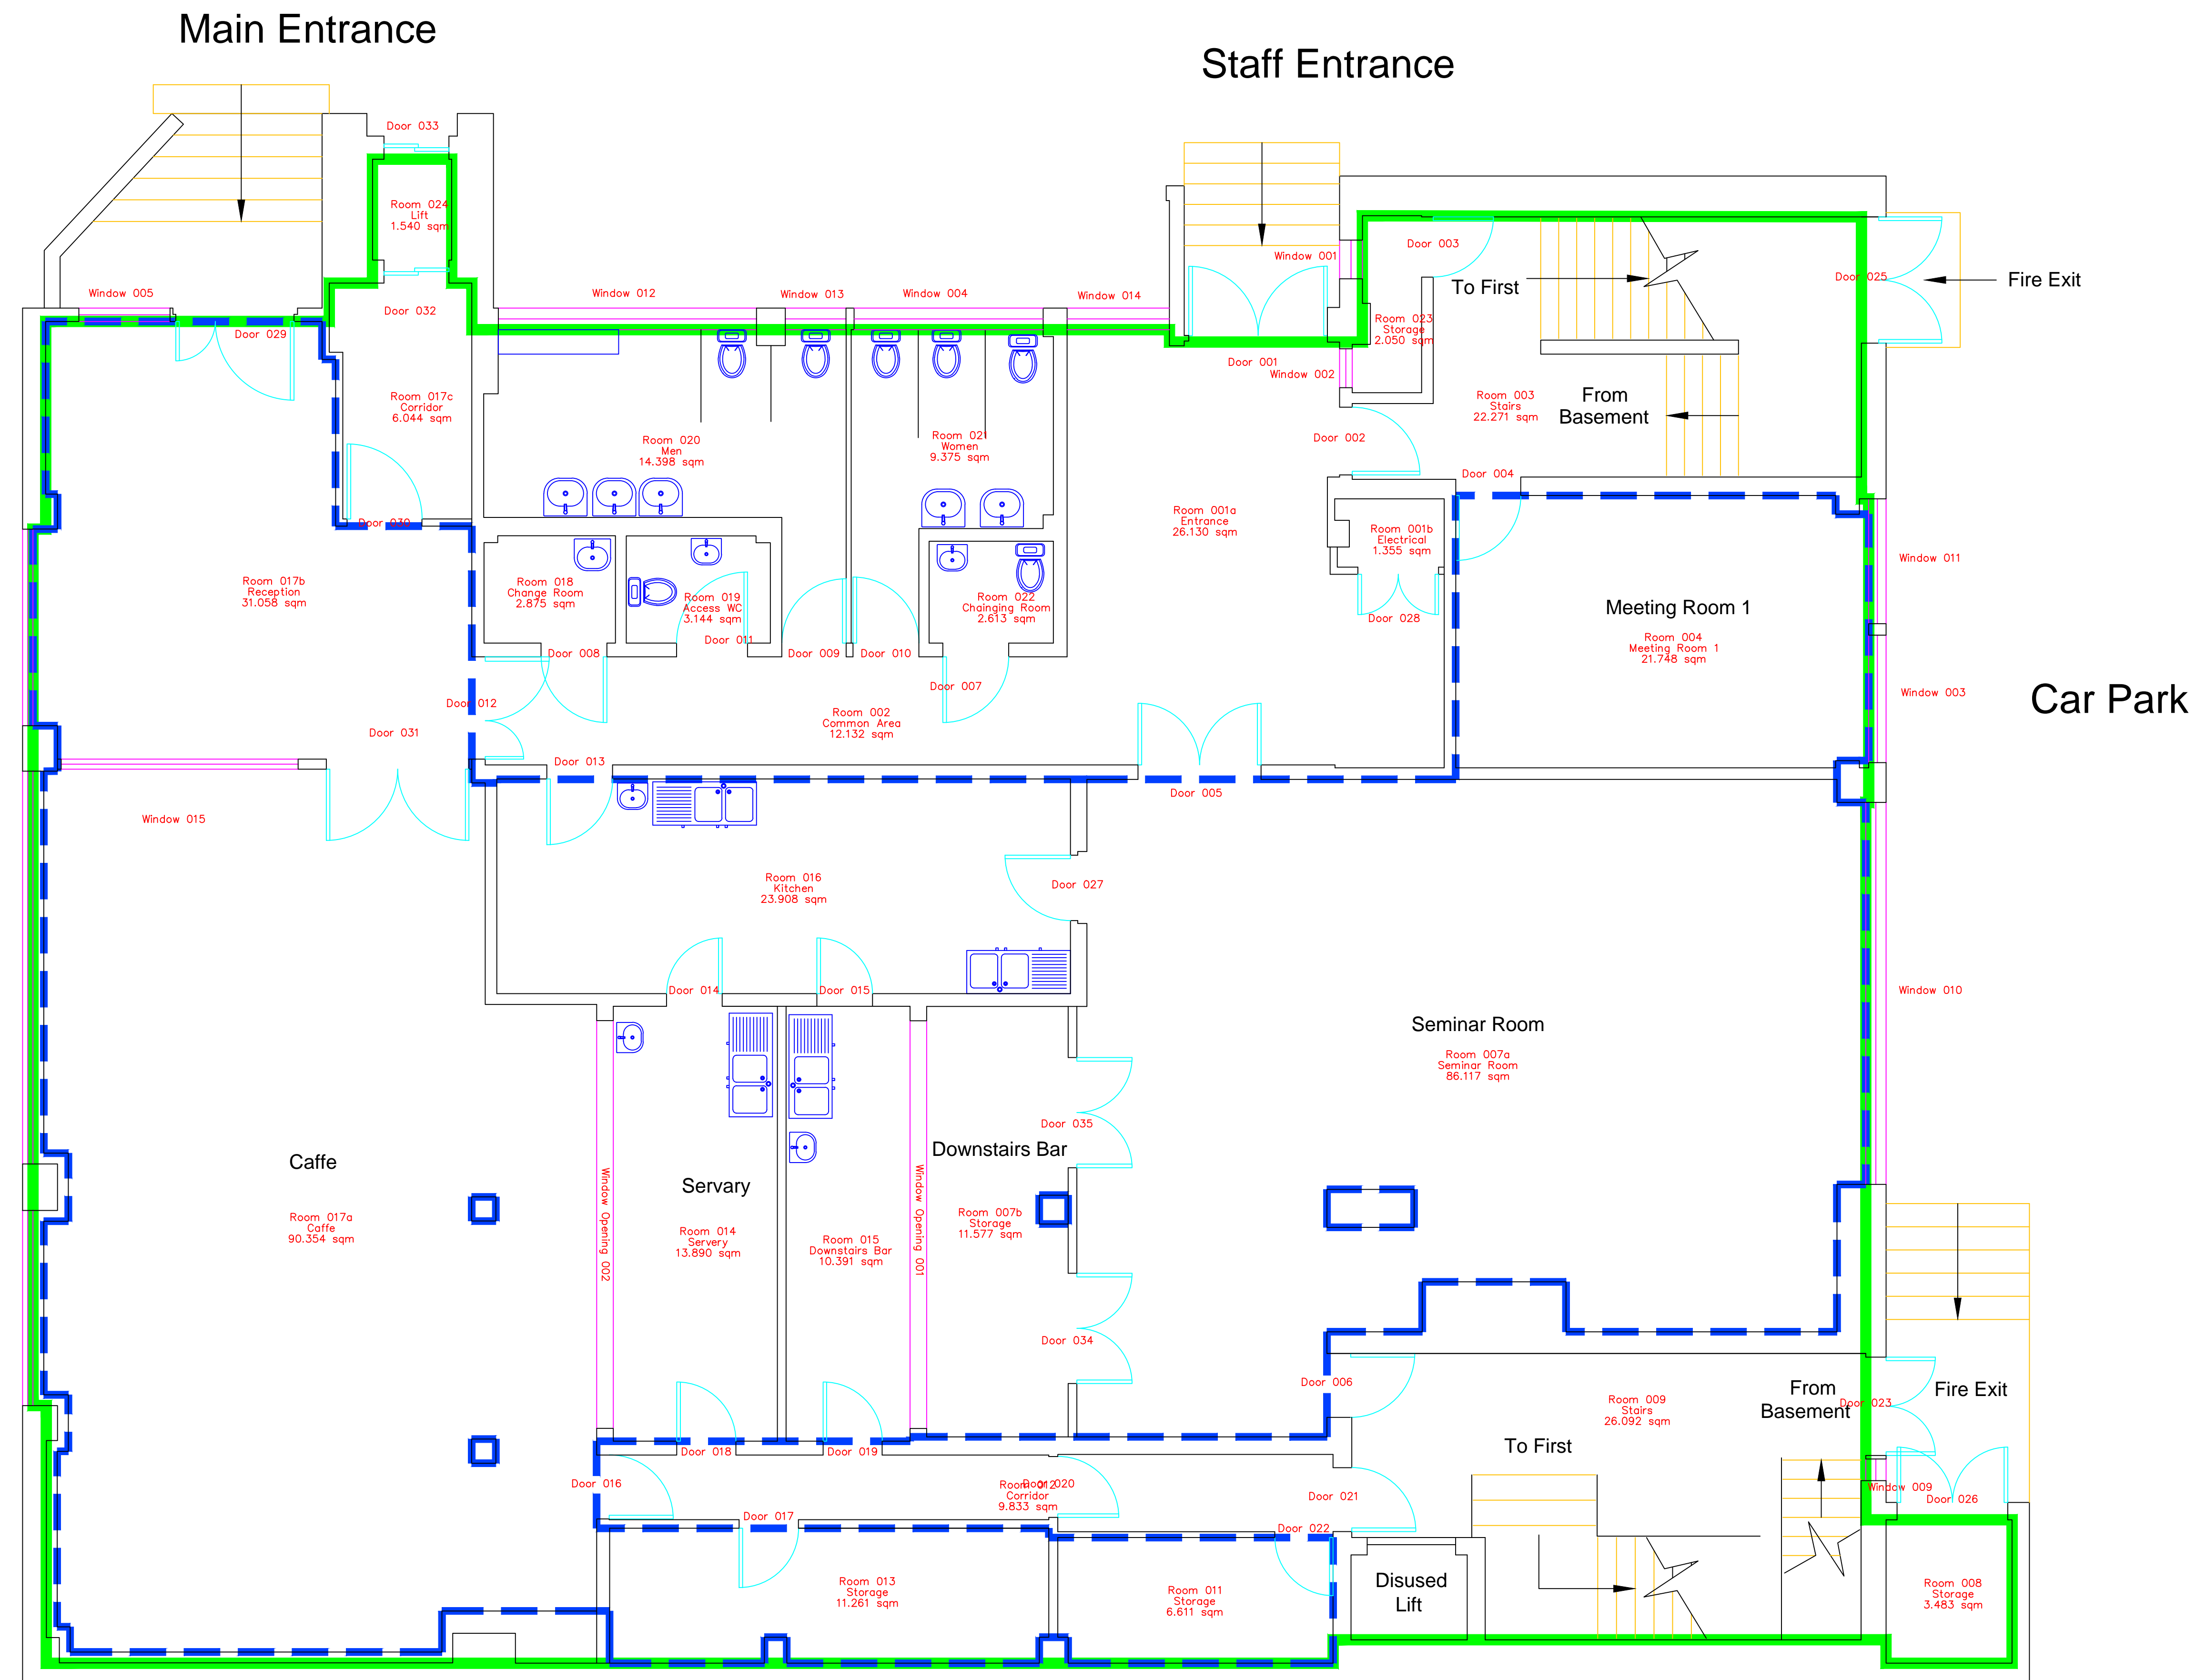 Main Entrance
Staff Entrance
Door 033
Room 024
Lift
1.540 sqm
Door 003
Window 001
To First
Door 025
Fire Exit
Window 005
Window 012
Window 013
Window 004
Window 014
Door 032
Door 029
Room 023
Storage
2.050 sqm
Door 001
Window 002
Room 017c
Corridor
6.044 sqm
Room 003
Stairs
22.271 sqm
From
Basement
Room 020
Men
14.398 sqm
Room 021
Women
9.375 sqm
Door 002
Door 004
Door 030
Room 001a
Entrance
26.130 sqm
Room 001b
Electrical
1.355 sqm
Window 011
Room 017b
Reception
31.058 sqm
Room 018
Change Room
2.875 sqm
Room 019
Access WC
3.144 sqm
Room 022
Chainging Room
2.613 sqm
Door 028
Meeting Room 1
Room 004
Meeting Room 1
21.748 sqm
Door 008
Door 011
Door 009
Door 010
Door 007
Window 003
Car Park
Door 012
Room 002
Common Area
12.132 sqm
Door 031
Door 013
Door 005
Window 015
Room 016
Kitchen
23.908 sqm
Door 027
Door 014
Door 015
Window 010
Seminar Room
Room 007a
Seminar Room
86.117 sqm
Door 035
Caffe
Room 017a
Caffe
90.354 sqm
Window Opening 002
Servary
Room 014
Servery
13.890 sqm
Room 015
Downstairs Bar
10.391 sqm
Window Opening 001
Downstairs Bar
Room 007b
Storage
11.577 sqm
Door 034
Door 006
Room 009
Stairs
26.092 sqm
From
Basement
Door 023
Fire Exit
To First
Door 018
Door 019
Door 016
Room 012
Corridor
9.833 sqm
Door 020
Door 021
Window 009
Door 026
Door 017
Door 022
Room 013
Storage
11.261 sqm
Room 011
Storage
6.611 sqm
Disused
Lift
Room 008
Storage
3.483 sqm